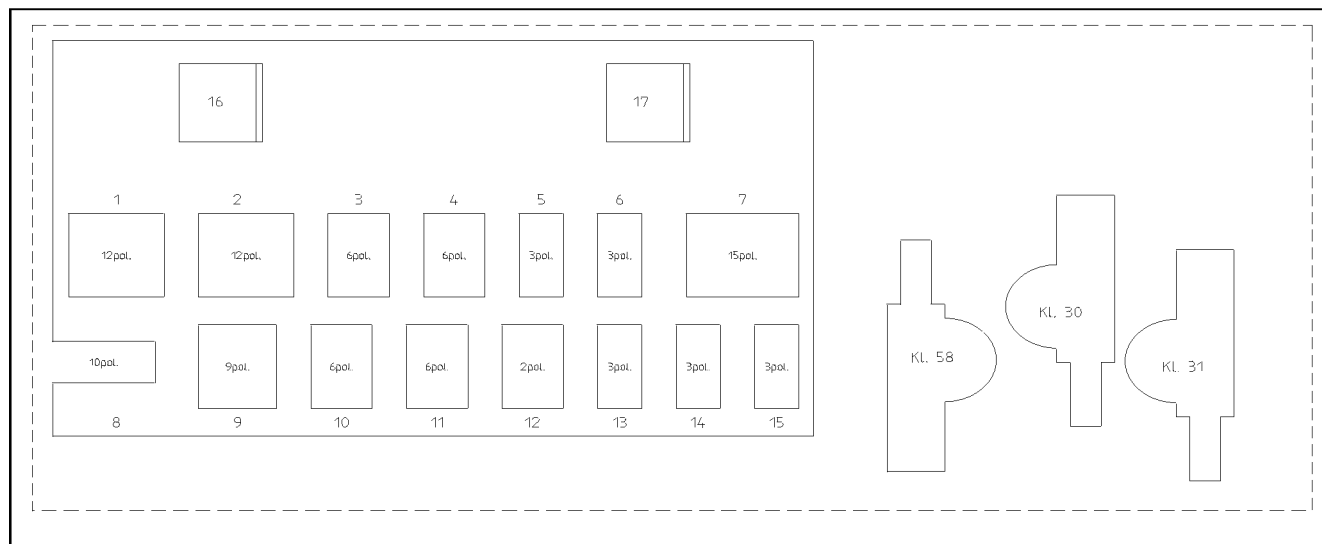 16 17
1 2 3 4 5 6 7
12pol. 12pol. 6pol. 6pol. 3pol. 3pol. 15pol.
Kl. 30
Kl. 58 Kl. 31
10pol. 9pol. 6pol. 6pol. 2pol. 3pol. 3pol. 3pol.
8 9 10 11 12 13 14 15